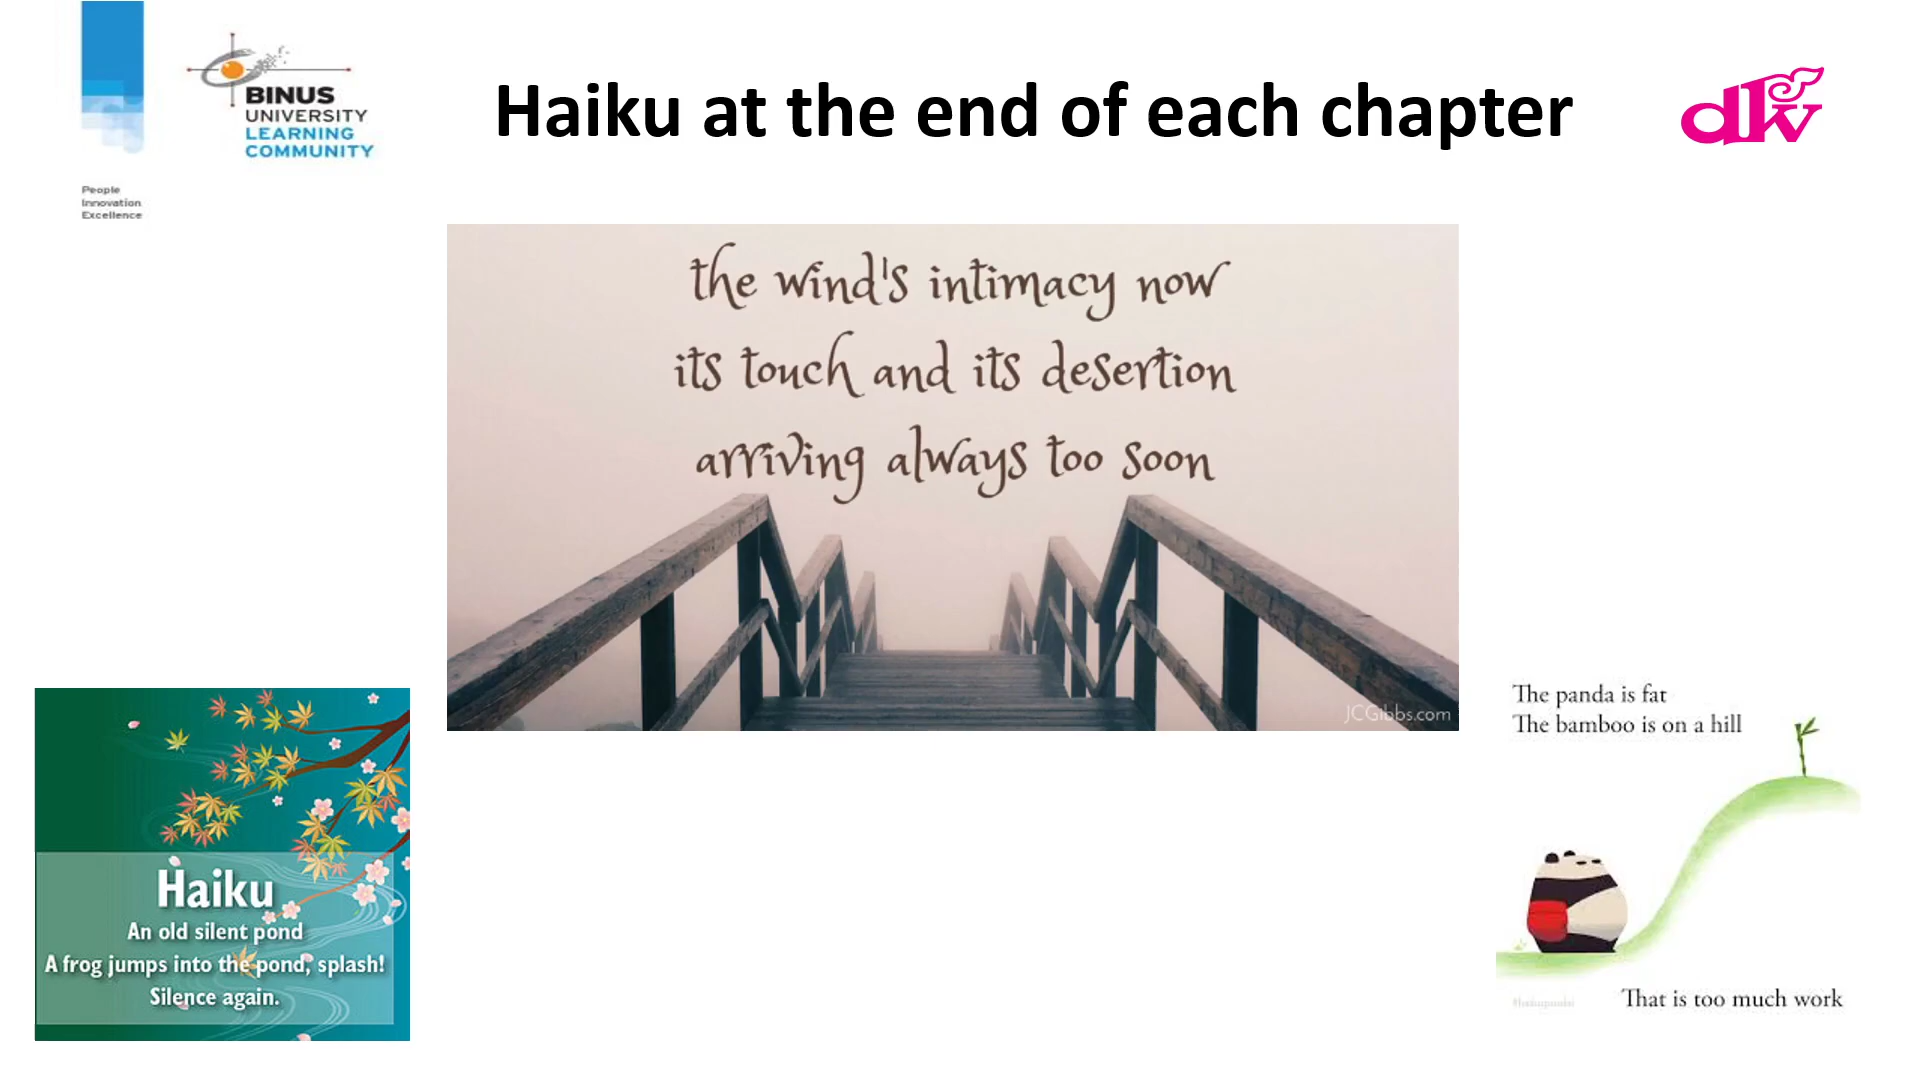 BINUS
UNIVERSITY
LEARNING
COMMUNITY
People
Innovation
Excellence
Haiku at the end of each chapter
dkv
the wind's intimacy now
its touch and its desertion
arriving always too soon
JCGibbs.com
Haiku
An old silent pond
A frog jumps into the pond, splash!
Silence again.
The panda is fat
The bamboo is on a hill
That is too much work